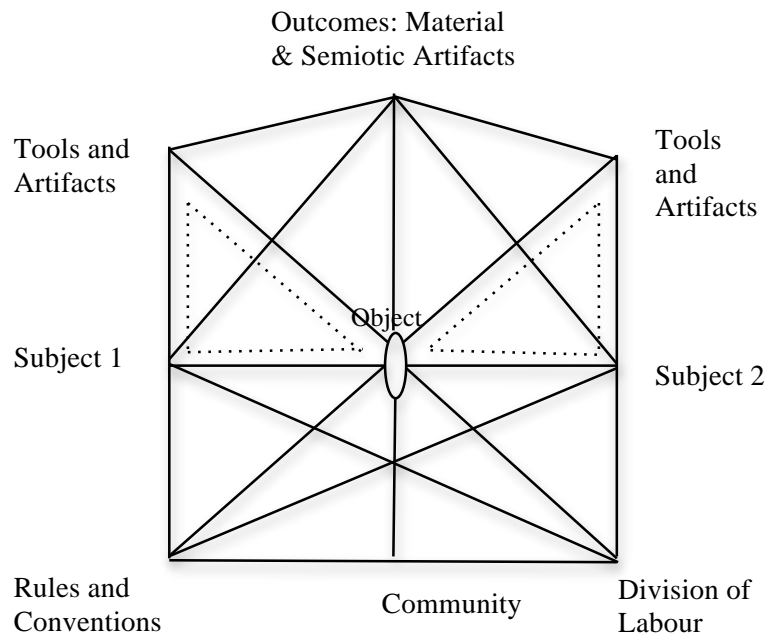 Outcomes: Material
& Semiotic Artifacts
Tools and
Artifacts
Tools
and
Artifacts
Object
Subject 1
Subject 2
Rules and
Conventions
Community
Division of
Labour